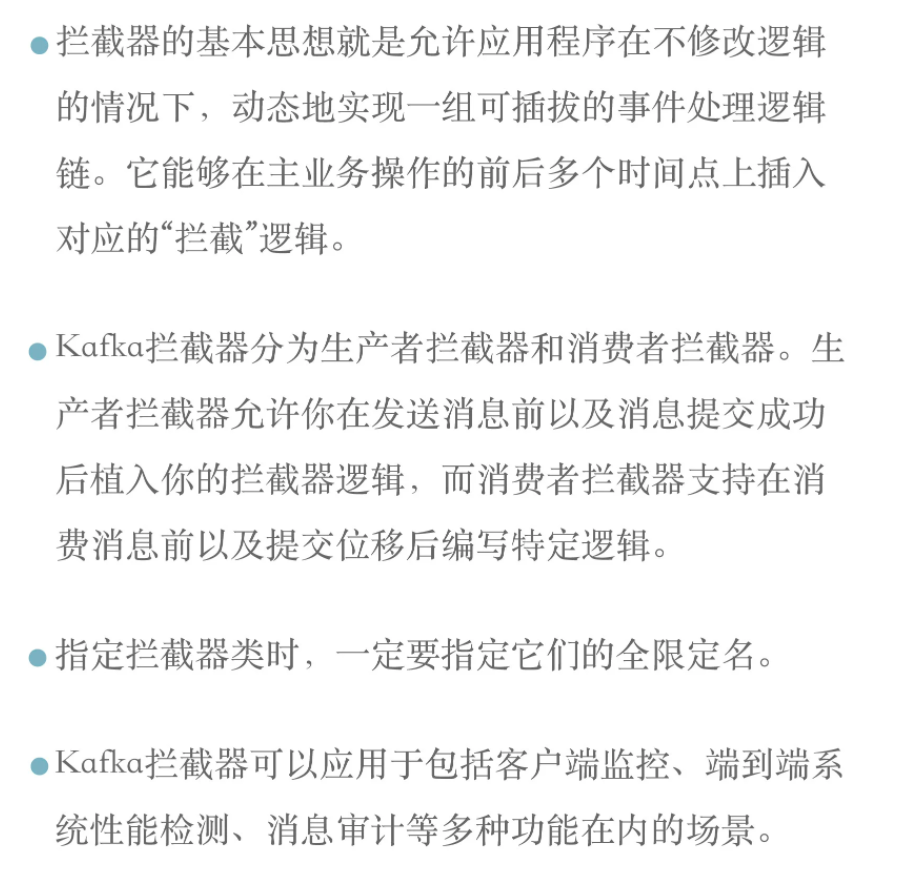 拦截器的基本思想就是允许应用程序在不修改逻辑
的情况下，动态地实现一组可插拔的事件处理逻辑
链。它能够在主业务操作的前后多个时间点上插入
对应的“拦截”逻辑。
Kafka拦截器分为生产者拦截器和消费者拦截器。生
产者拦截器允许你在发送消息前以及消息提交成功
后植入你的拦截器逻辑，而消费者拦截器支持在消
费消息前以及提交位移后编写特定逻辑。
指定拦截器类时，一定要指定它们的全限定名。
Kafka拦截器可以应用于包括客户端监控、端到端系
统性能检测、消息审计等多种功能在内的场景。